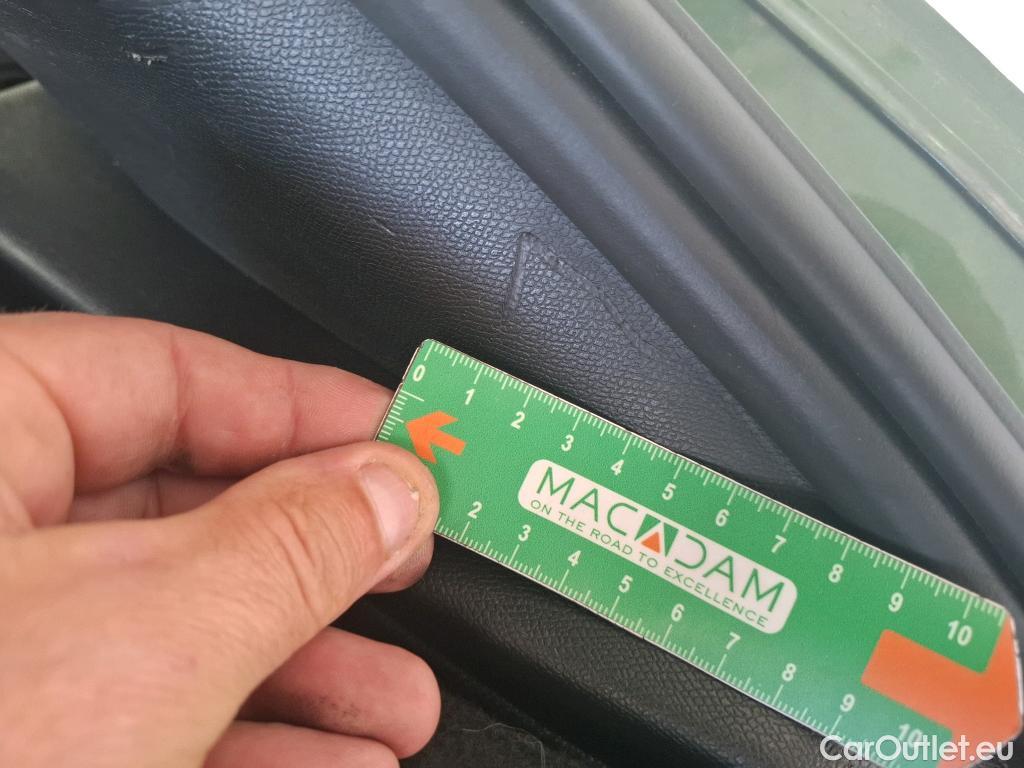 0 1 2 3 4 5 6 7 8 9 10
MACADAM
ON THE ROAD TO EXCELLENCE
2 3 4 5 6 7 8 9 10
CarOutlet.eu